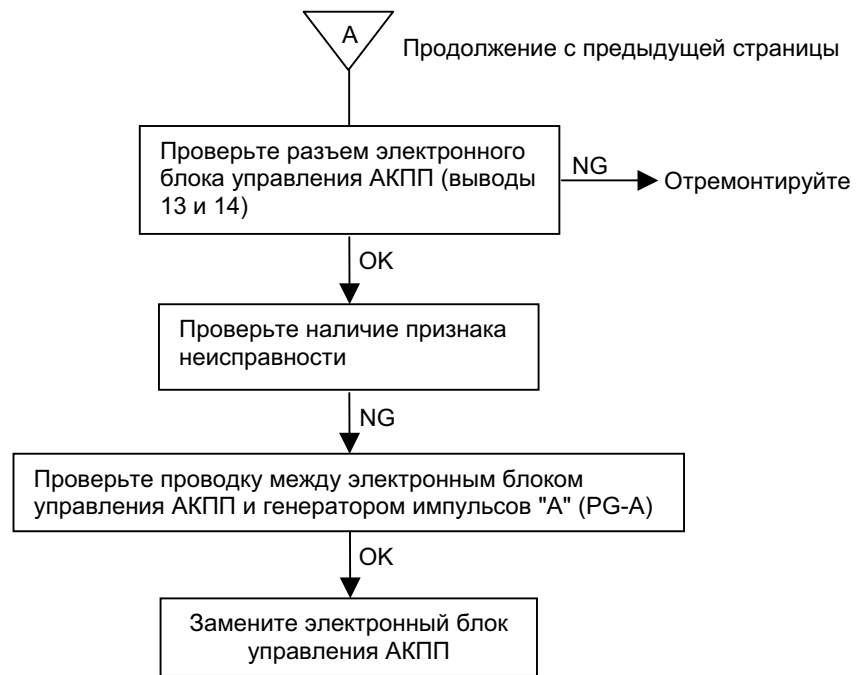 A
Продолжение с предыдущей страницы
Проверьте разъем электронного
блока управления АКПП (выводы
13 и 14)
NG
Отремонтируйте
OK
Проверьте наличие признака
неисправности
NG
Проверьте проводку между электронным блоком
управления АКПП и генератором импульсов "А" (PG-A)
OK
Замените электронный блок
управления АКПП